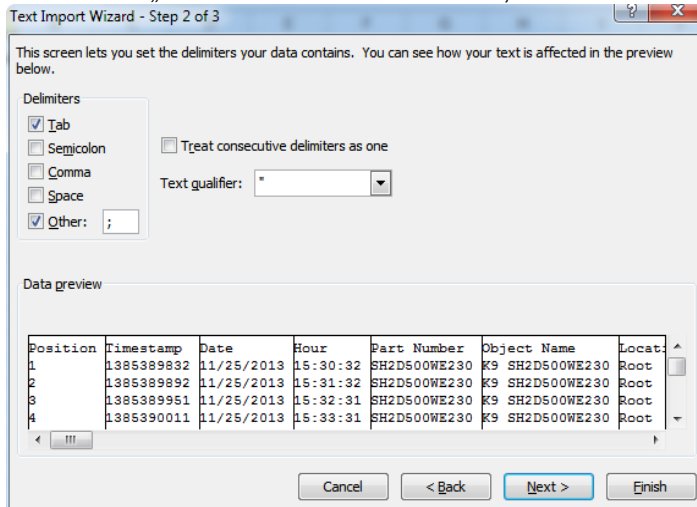 Text Import Wizard - Step 2 of 3
This screen lets you set the delimiters your data contains. You can see how your text is affected in the preview
below.
Delimiters
Tab
Semicolon
Comma
Space
Other: ;
Treat consecutive delimiters as one
Text qualifier: "
Data preview
Position Timestamp Date Hour Part Number Object Name Locati
1 1385389832 11/25/2013 15:30:32 SH2D500WE230 K9 SH2D500WE230 Root
2 1385389892 11/25/2013 15:31:32 SH2D500WE230 K9 SH2D500WE230 Root
3 1385389951 11/25/2013 15:32:31 SH2D500WE230 K9 SH2D500WE230 Root
4 1385390011 11/25/2013 15:33:31 SH2D500WE230 K9 SH2D500WE230 Root
Cancel < Back Next > Finish